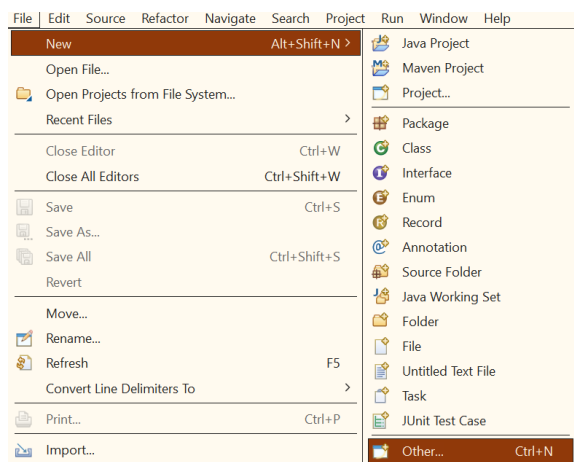 File Edit Source Refactor Navigate Search Project Run Window Help
New Alt+Shift+N >
Open File...
Open Projects from File System...
Recent Files >
Close Editor Ctrl+W
Close All Editors Ctrl+Shift+W
Save Ctrl+S
Save As...
Save All Ctrl+Shift+S
Revert
Move...
Rename...
Refresh F5
Convert Line Delimiters To >
Print... Ctrl+P
Import...
Java Project
Maven Project
Project...
Package
Class
Interface
Enum
Record
Annotation
Source Folder
Java Working Set
Folder
File
Untitled Text File
Task
JUnit Test Case
Other... Ctrl+N